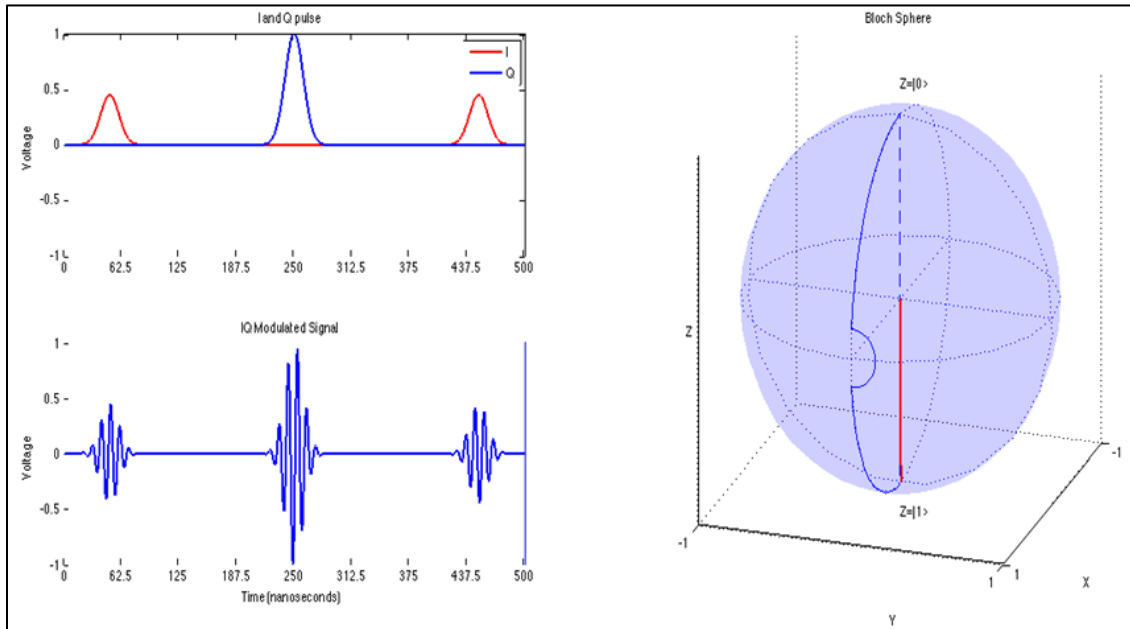 I and Q pulse
1
0.5
0
-0.5
-1
Voltage
I
Q
0 62.5 125 187.5 250 312.5 375 437.5 500
IQ Modulated Signal
1
0.5
0
-0.5
-1
Voltage
0 62.5 125 187.5 250 312.5 375 437.5 500
Time (nanoseconds)
Bloch Sphere
Z=|0>
Z
Z=|1>
-1
-1
1 1
X
Y